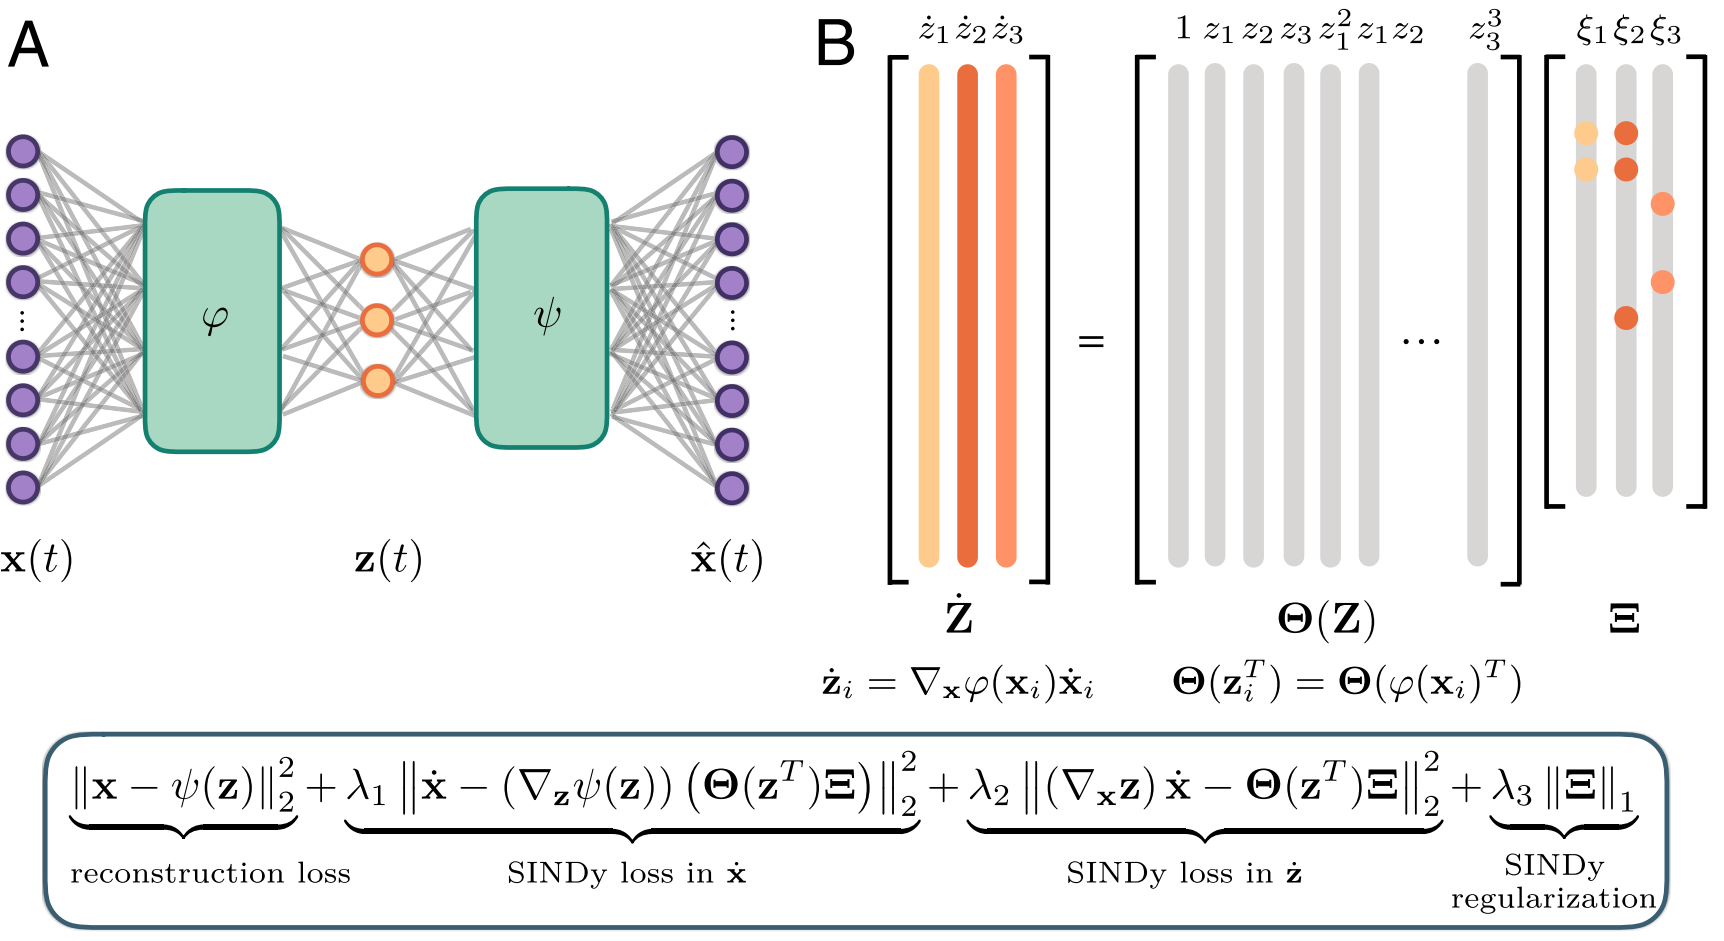 A
φ
ψ
⋮
⋮
x(t)
z(t)
x̂(t)
B
ż₁ ż₂ ż₃
1 z₁ z₂ z₃ z₁² z₁z₂ z₃³
ξ₁ ξ₂ ξ₃
=
⋯
Ż
Θ(Z)
Ξ
żᵢ = ∇ₓφ(xᵢ)ẋᵢ
Θ(zᵢᵀ) = Θ(φ(xᵢ)ᵀ)
‖x − ψ(z)‖₂² + λ₁ ‖ẋ − (∇_z ψ(z)) (Θ(zᵀ)Ξ)‖₂² + λ₂ ‖(∇ₓz) ẋ − Θ(zᵀ)Ξ‖₂² + λ₃ ‖Ξ‖₁
reconstruction loss
SINDy loss in ẋ
SINDy loss in ż
SINDy
regularization